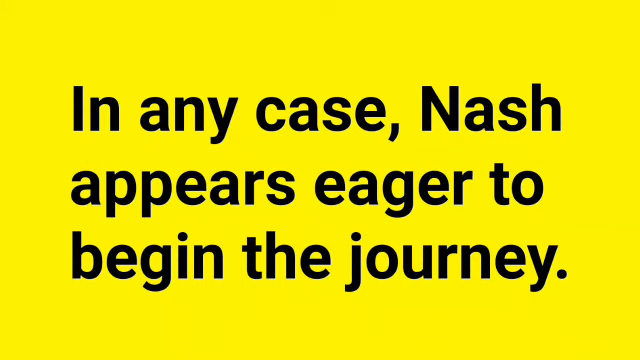 In any case, Nash
appears eager to
begin the journey.